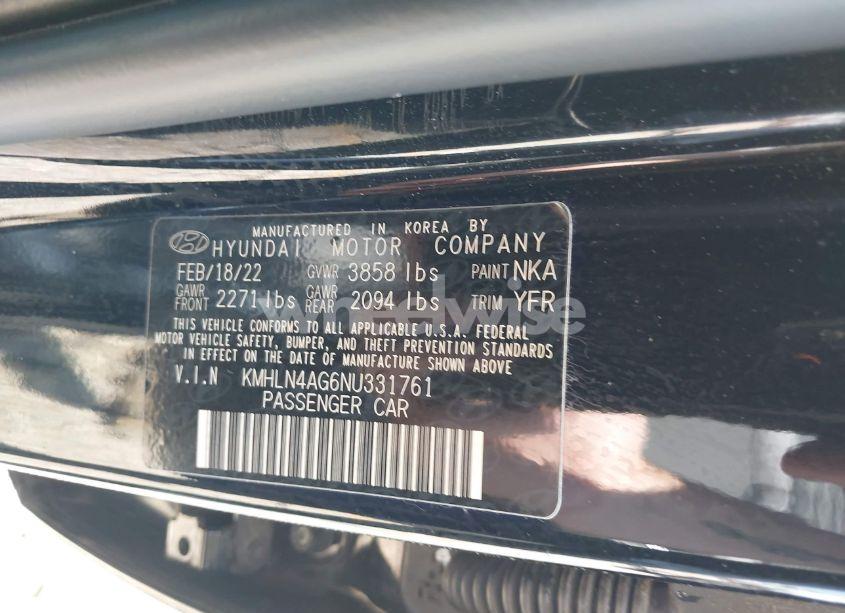 MANUFACTURED IN KOREA BY
HYUNDAI MOTOR COMPANY
FEB/18/22 GVWR 3858 lbs PAINT NKA
GAWR FRONT 2271 lbs GAWR REAR 2094 lbs TRIM YFR
THIS VEHICLE CONFORMS TO ALL APPLICABLE U.S.A. FEDERAL
MOTOR VEHICLE SAFETY, BUMPER, AND THEFT PREVENTION STANDARDS
IN EFFECT ON THE DATE OF MANUFACTURE SHOWN ABOVE
V.I.N KMHLN4AG6NU331761
PASSENGER CAR
wheelwise